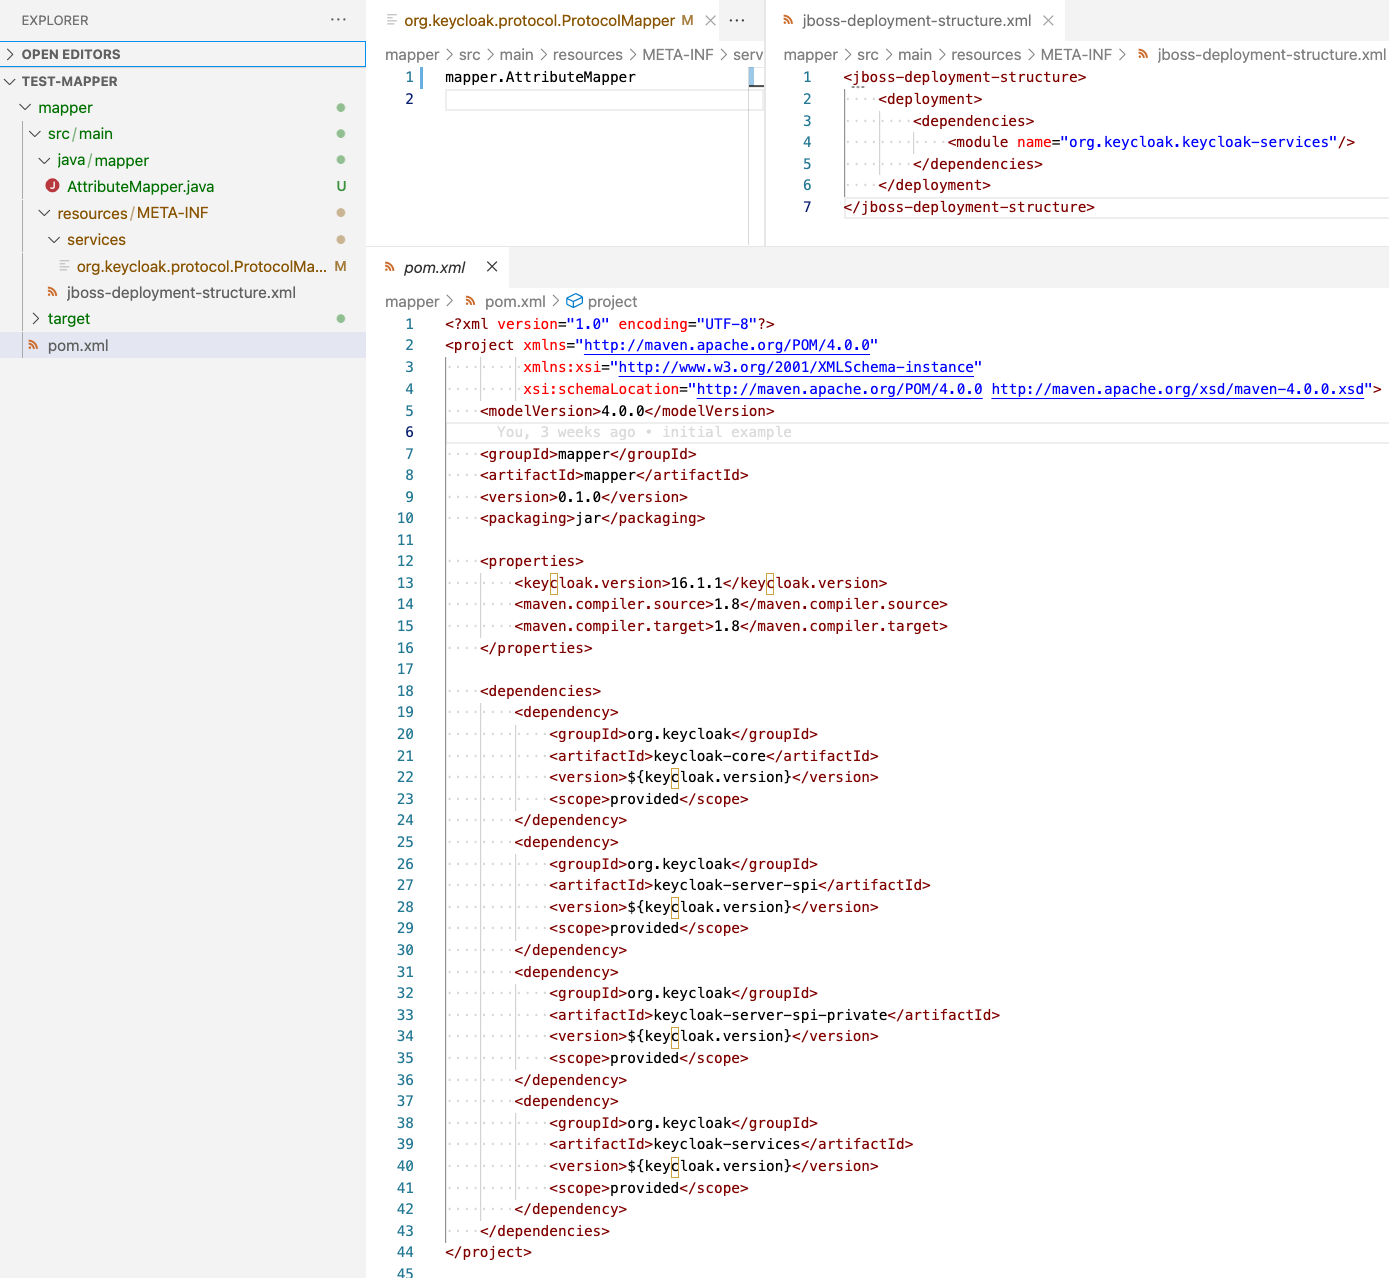 EXPLORER
OPEN EDITORS
TEST-MAPPER
mapper
src/main
java/mapper
J AttributeMapper.java U
resources/META-INF
services
org.keycloak.protocol.ProtocolMa... M
jboss-deployment-structure.xml
target
pom.xml
org.keycloak.protocol.ProtocolMapper M
mapper > src > main > resources > META-INF > serv
1 mapper.AttributeMapper
2
jboss-deployment-structure.xml
mapper > src > main > resources > META-INF > jboss-deployment-structure.xml
1 <jboss-deployment-structure>
2 <deployment>
3 <dependencies>
4 <module name="org.keycloak.keycloak-services"/>
5 </dependencies>
6 </deployment>
7 </jboss-deployment-structure>
pom.xml
mapper > pom.xml > project
1 <?xml version="1.0" encoding="UTF-8"?>
2 <project xmlns="http://maven.apache.org/POM/4.0.0"
3 xmlns:xsi="http://www.w3.org/2001/XMLSchema-instance"
4 xsi:schemaLocation="http://maven.apache.org/POM/4.0.0 http://maven.apache.org/xsd/maven-4.0.0.xsd">
5 <modelVersion>4.0.0</modelVersion>
6 You, 3 weeks ago • initial example
7 <groupId>mapper</groupId>
8 <artifactId>mapper</artifactId>
9 <version>0.1.0</version>
10 <packaging>jar</packaging>
11
12 <properties>
13 <keycloak.version>16.1.1</keycloak.version>
14 <maven.compiler.source>1.8</maven.compiler.source>
15 <maven.compiler.target>1.8</maven.compiler.target>
16 </properties>
17
18 <dependencies>
19 <dependency>
20 <groupId>org.keycloak</groupId>
21 <artifactId>keycloak-core</artifactId>
22 <version>${keycloak.version}</version>
23 <scope>provided</scope>
24 </dependency>
25 <dependency>
26 <groupId>org.keycloak</groupId>
27 <artifactId>keycloak-server-spi</artifactId>
28 <version>${keycloak.version}</version>
29 <scope>provided</scope>
30 </dependency>
31 <dependency>
32 <groupId>org.keycloak</groupId>
33 <artifactId>keycloak-server-spi-private</artifactId>
34 <version>${keycloak.version}</version>
35 <scope>provided</scope>
36 </dependency>
37 <dependency>
38 <groupId>org.keycloak</groupId>
39 <artifactId>keycloak-services</artifactId>
40 <version>${keycloak.version}</version>
41 <scope>provided</scope>
42 </dependency>
43 </dependencies>
44 </project>
45